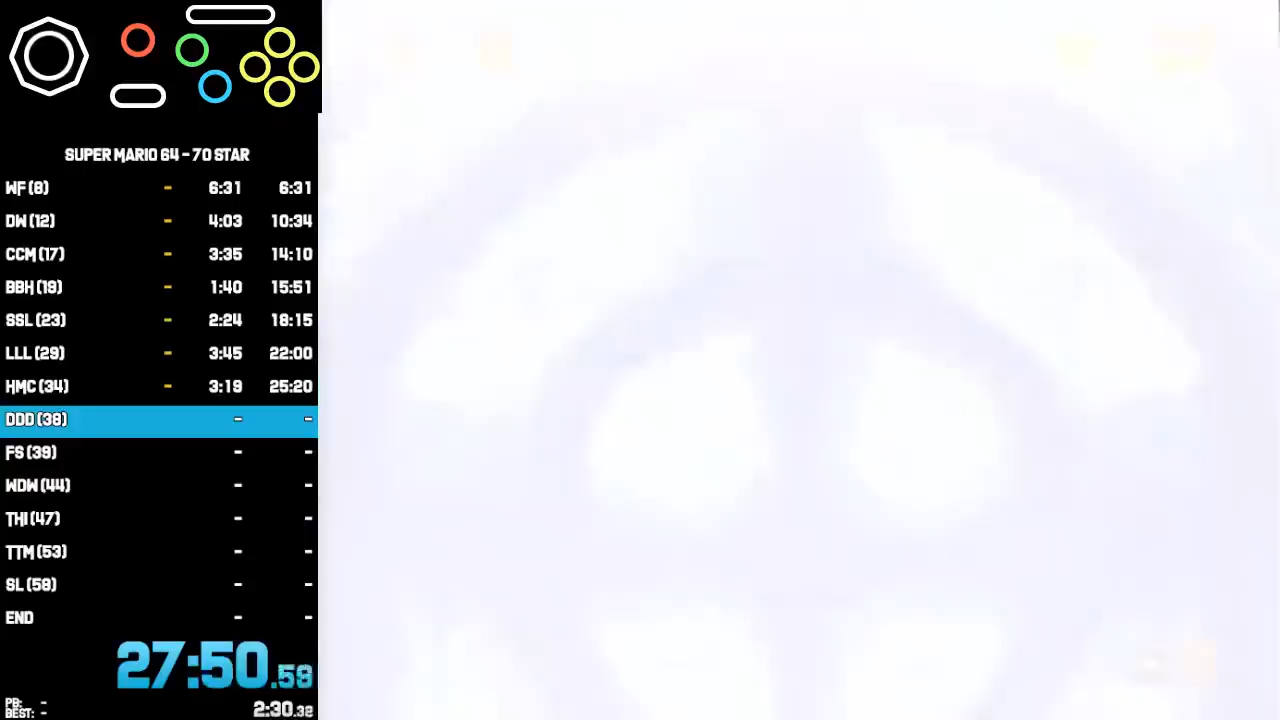 SUPER MARIO 64 - 70 STAR
WF (8) - 6:31 6:31
DW (12) - 4:03 10:34
CCM (17) - 3:35 14:10
BBH (19) - 1:40 15:51
SSL (23) - 2:24 18:15
LLL (29) - 3:45 22:00
HMC (34) - 3:19 25:20
DDD (38) - -
FS (39) - -
WDW (44) - -
THI (47) - -
TTM (53) - -
SL (58) - -
END - -
27:50.58
PB: -
BEST: - 2:30.32